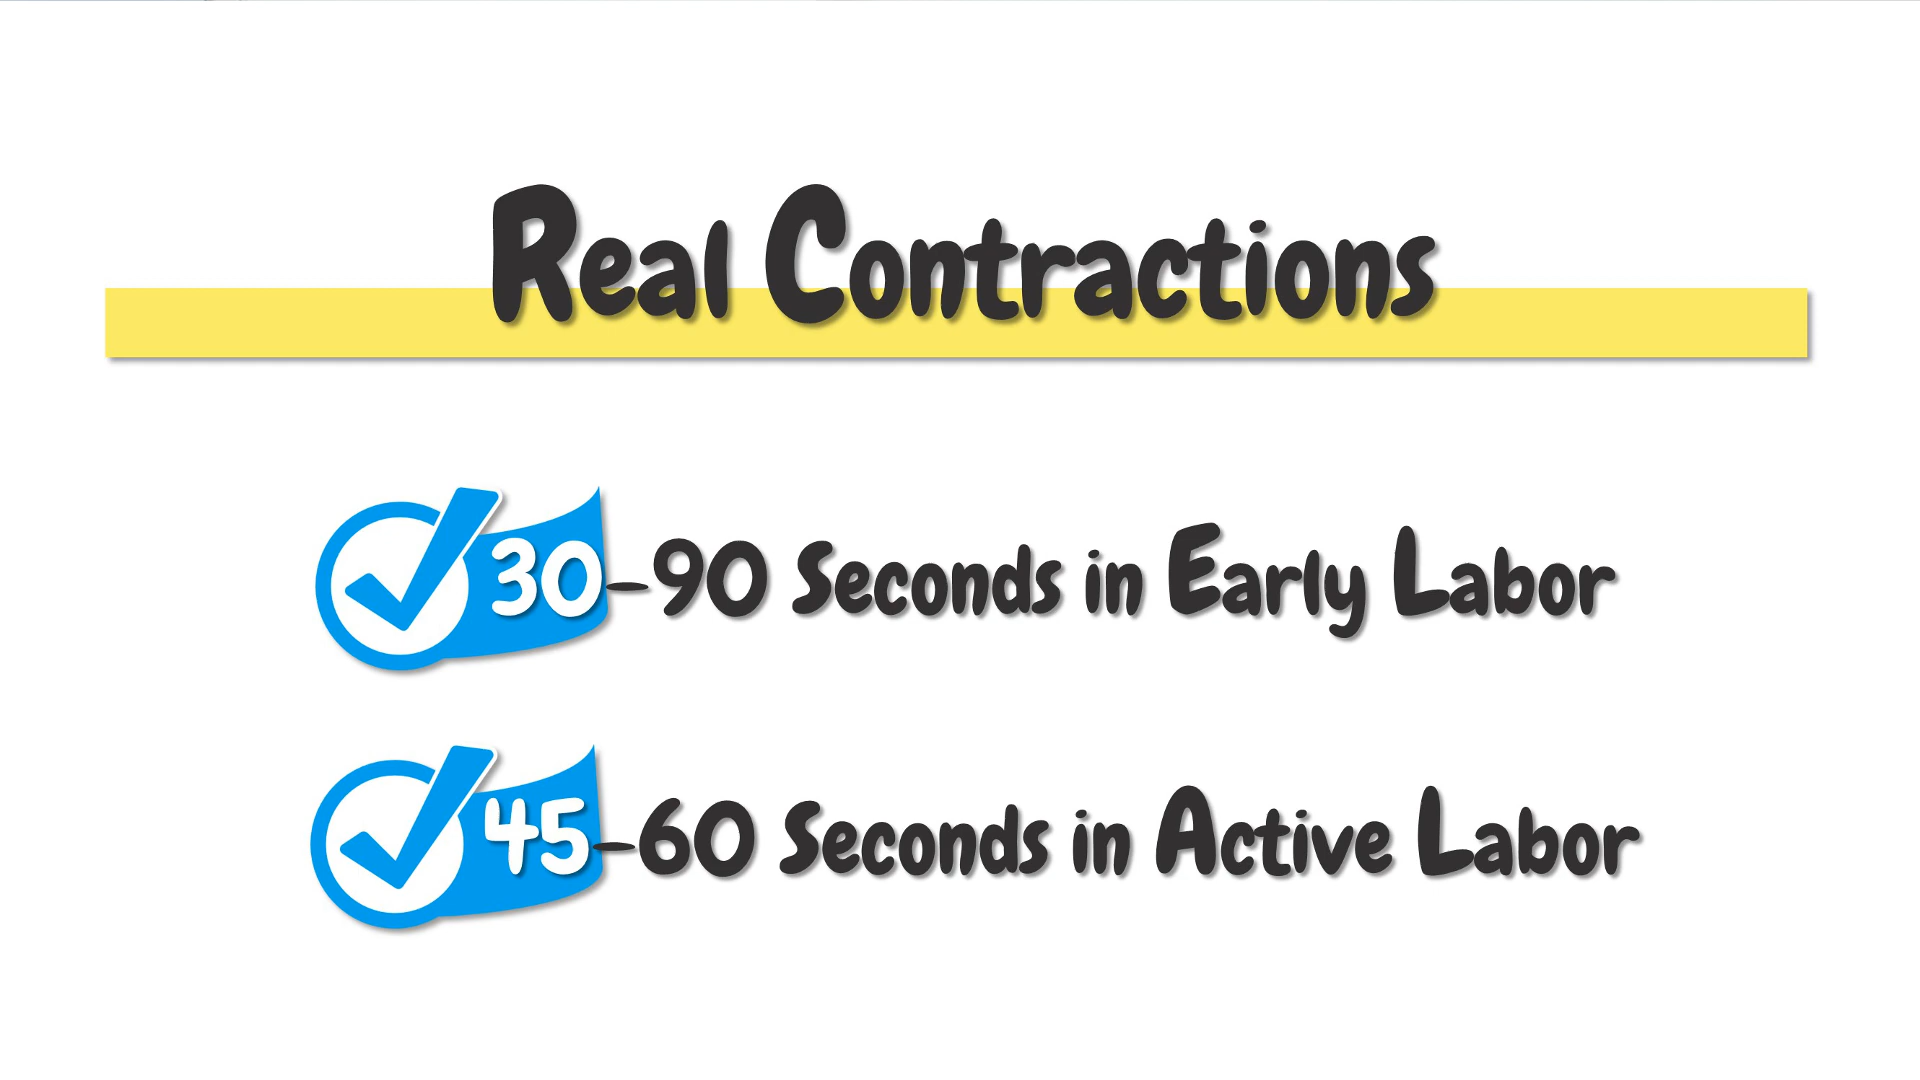 Real Contractions
30-90 Seconds in Early Labor
45-60 Seconds in Active Labor